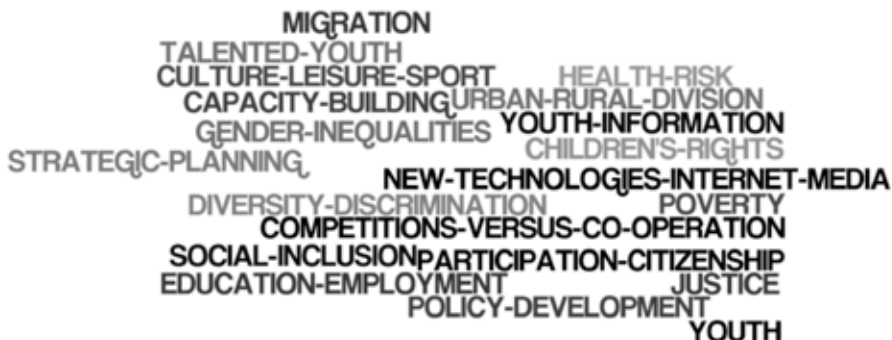 MIGRATION
TALENTED-YOUTH
CULTURE-LEISURE-SPORT HEALTH-RISK
CAPACITY-BUILDING URBAN-RURAL-DIVISION
GENDER-INEQUALITIES YOUTH-INFORMATION
CHILDREN'S-RIGHTS
STRATEGIC-PLANNING
NEW-TECHNOLOGIES-INTERNET-MEDIA
DIVERSITY-DISCRIMINATION POVERTY
COMPETITIONS-VERSUS-CO-OPERATION
SOCIAL-INCLUSION PARTICIPATION-CITIZENSHIP
EDUCATION-EMPLOYMENT JUSTICE
POLICY-DEVELOPMENT
YOUTH